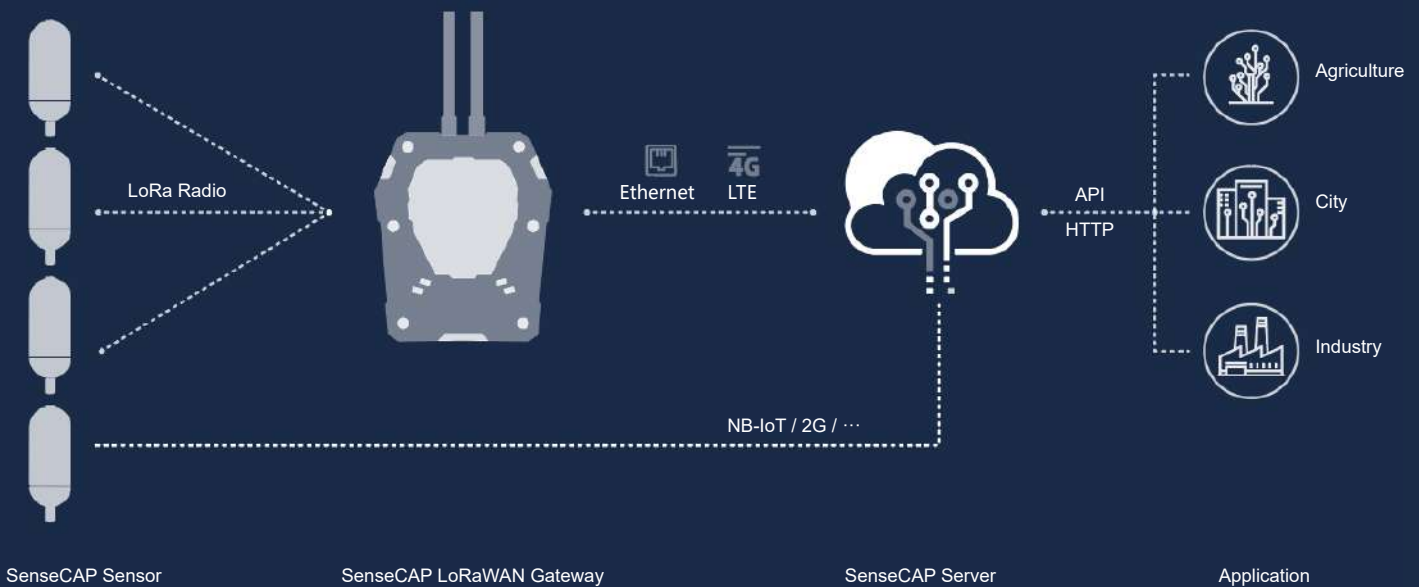 Agriculture
4G
LoRa Radio
Ethernet
LTE
API
City
HTTP
Industry
NB-IoT / 2G / ···
SenseCAP Sensor
SenseCAP LoRaWAN Gateway
SenseCAP Server
Application